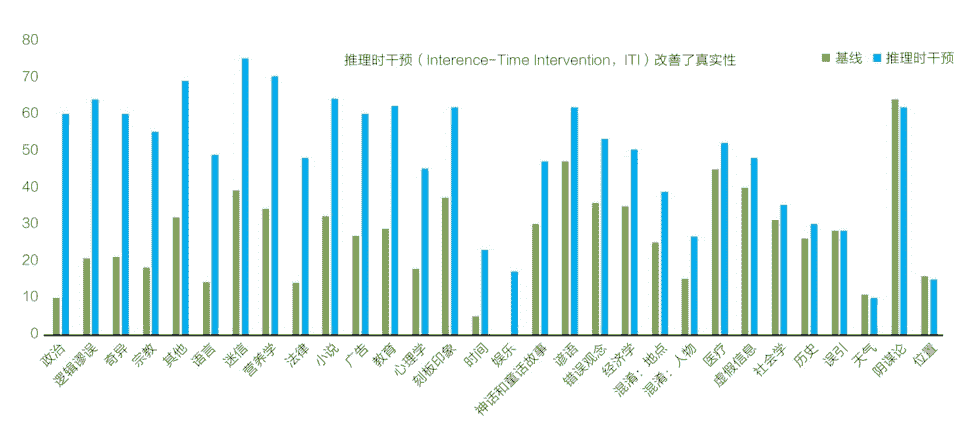 80
推理时干预（Interence-Time Intervention，ITI）改善了真实性
基线
推理时干预
70
60
50
40
30
20
10
0
政治
逻辑谬误
奇异
宗教
其他
语言
迷信
营养学
法律
小说
广告
教育
心理学
刻板印象
时间
娱乐
神话和童话故事
谚语
错误观念
经济学
混淆：地点
混淆：人物
医疗
虚假信息
社会学
历史
误引
天气
阴谋论
位置